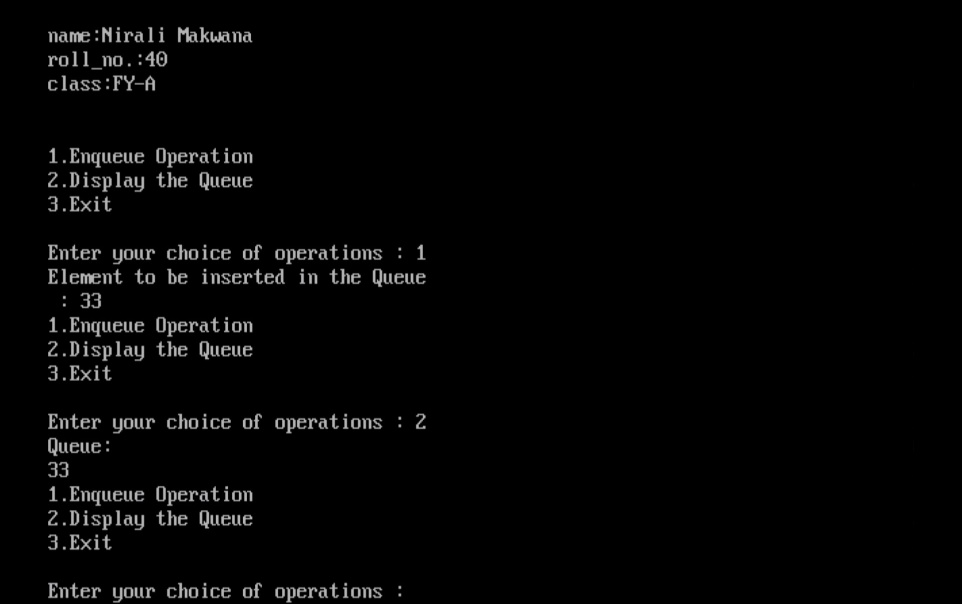 name:Nirali Makwana
roll_no.:40
class:FY-A
1.Enqueue Operation
2.Display the Queue
3.Exit
Enter your choice of operations : 1
Element to be inserted in the Queue
 : 33
1.Enqueue Operation
2.Display the Queue
3.Exit
Enter your choice of operations : 2
Queue:
33
1.Enqueue Operation
2.Display the Queue
3.Exit
Enter your choice of operations :